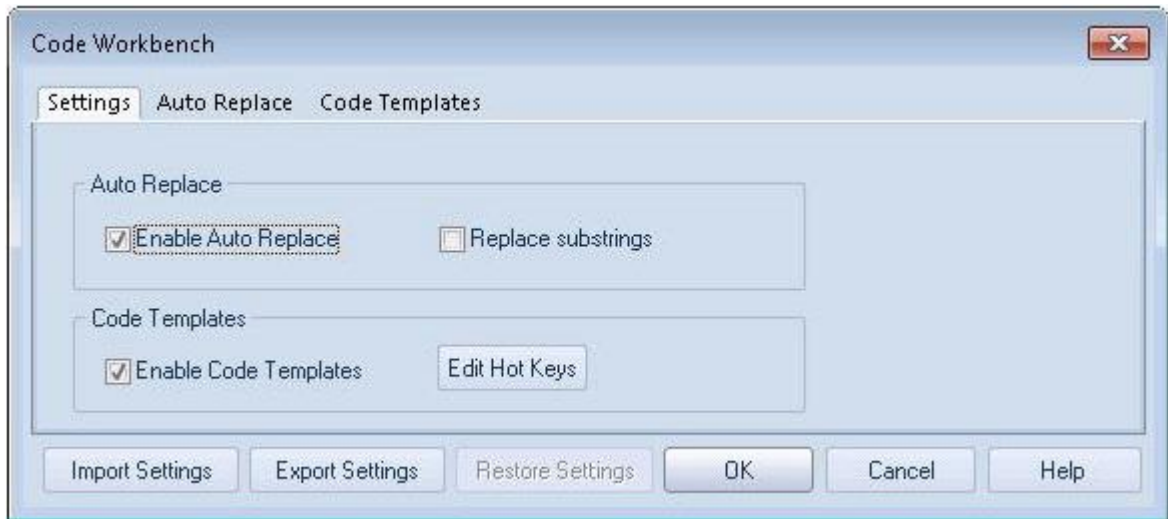 Code Workbench
Settings Auto Replace Code Templates
Auto Replace
Enable Auto Replace Replace substrings
Code Templates
Enable Code Templates Edit Hot Keys
Import Settings Export Settings Restore Settings OK Cancel Help